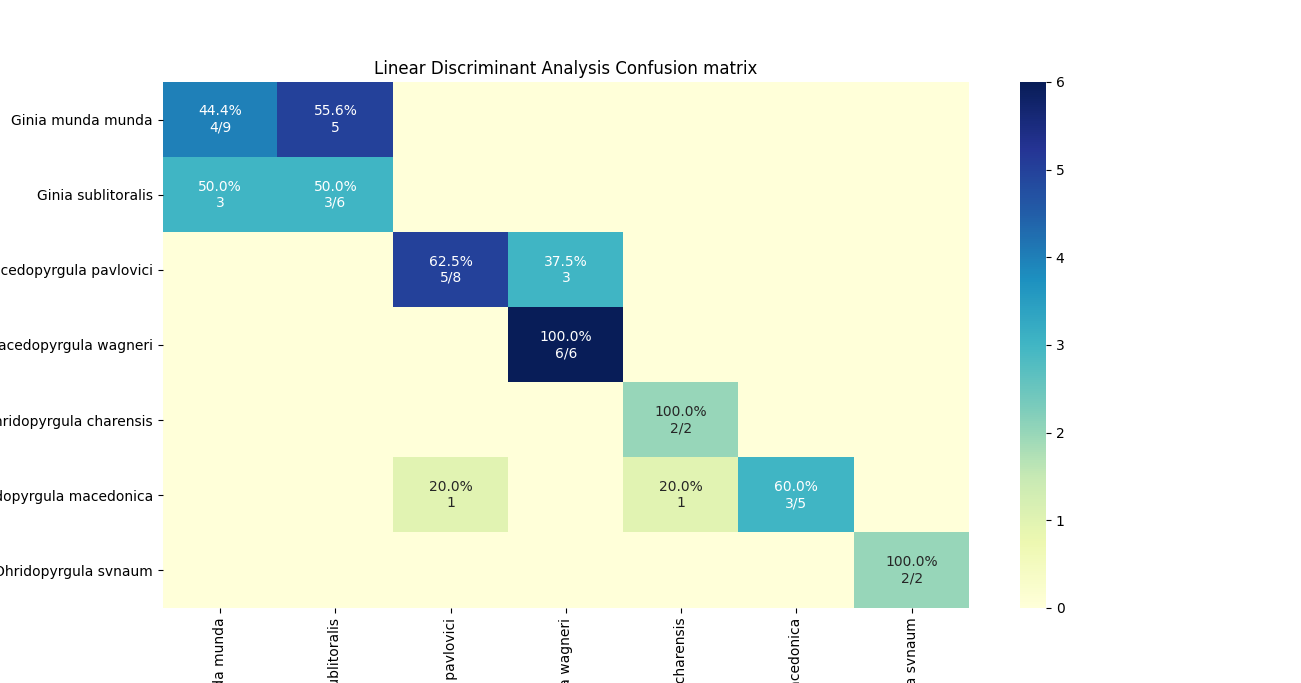 Linear Discriminant Analysis Confusion matrix
Ginia munda munda
44.4%
4/9
55.6%
5
Ginia sublitoralis
50.0%
3
50.0%
3/6
cedopyrgula pavlovici
62.5%
5/8
37.5%
3
acedopyrgula wagneri
100.0%
6/6
hridopyrgula charensis
100.0%
2/2
dopyrgula macedonica
20.0%
1
20.0%
1
60.0%
3/5
Ohridopyrgula svnaum
100.0%
2/2
da munda
ublitoralis
pavlovici
a wagneri
charensis
cedonica
a svnaum
6
5
4
3
2
1
0